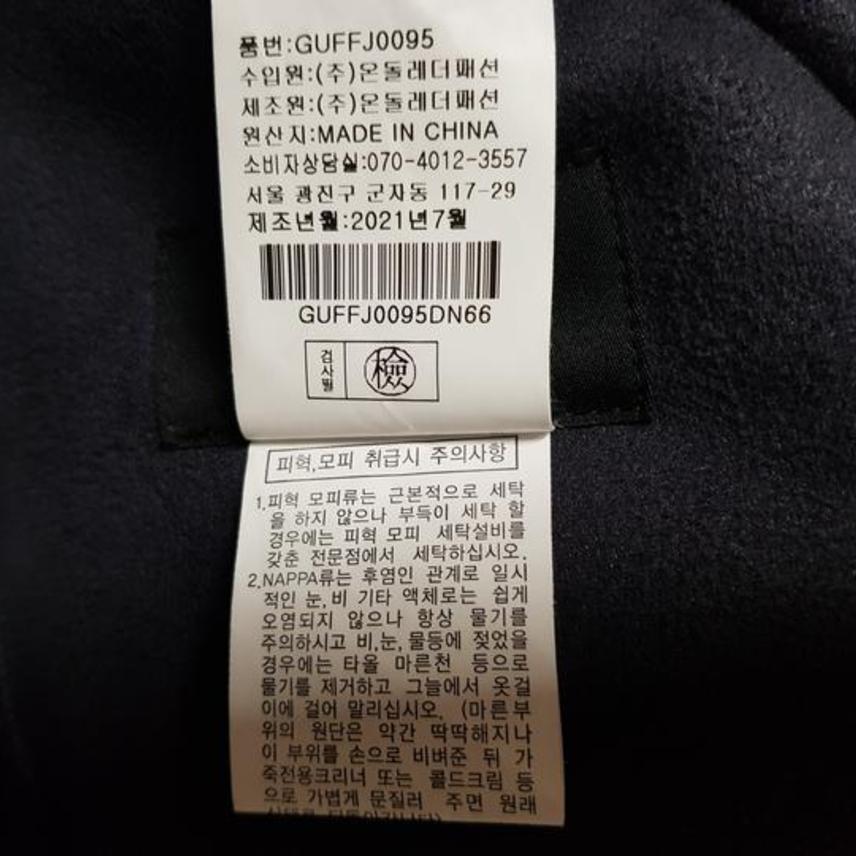 품번:GUFFJ0095
수입원:(주)온돌레더패션
제조원:(주)온돌레더패션
원산지:MADE IN CHINA
소비자상담실:070-4012-3557
서울 광진구 군자동 117-29
제조년월:2021년7월
GUFFJ0095DN66
검사필 檢
피혁,모피 취급시 주의사항
1.피혁 모피류는 근본적으로 세탁
을 하지 않으나 부득이 세탁 할
경우에는 피혁 모피 세탁설비를
갖춘 전문점에서 세탁하십시오.
2.NAPPA류는 후염인 관계로 일시
적인 눈,비 기타 액체로는 쉽게
오염되지 않으나 항상 물기를
주의하시고 비,눈,물등에 젖었을
경우에는 타올 마른천 등으로
물기를 제거하고 그늘에서 옷걸
이에 걸어 말리십시오. (마른부
위의 원단은 약간 딱딱해지나
이 부위를 손으로 비벼준 뒤 가
죽전용크리너 또는 콜드크림 등
으로 가볍게 문질러 주면 원래